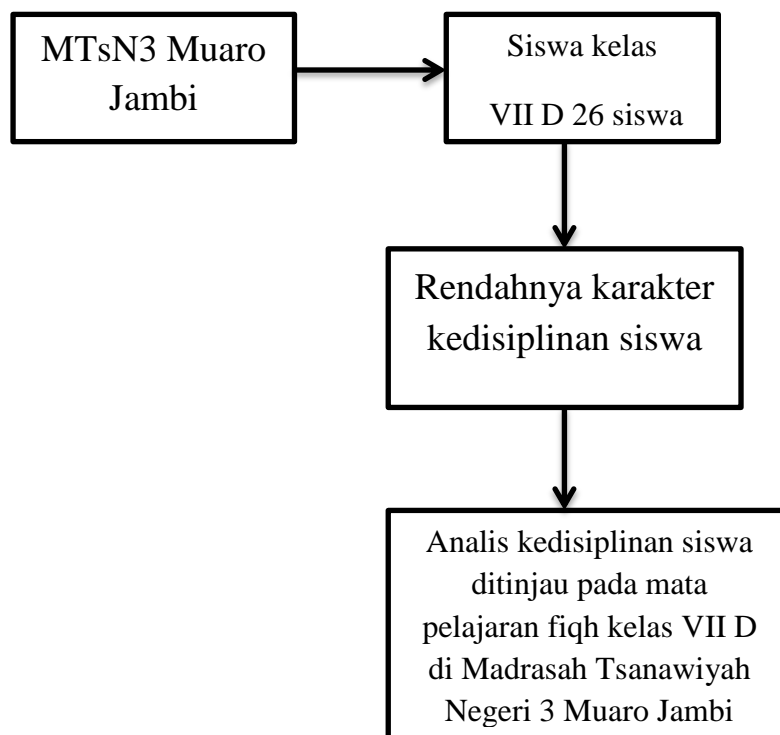 MTsN3 Muaro
Jambi
Siswa kelas
VII D 26 siswa
Rendahnya karakter
kedisiplinan siswa
Analis kedisiplinan siswa
ditinjau pada mata
pelajaran fiqh kelas VII D
di Madrasah Tsanawiyah
Negeri 3 Muaro Jambi